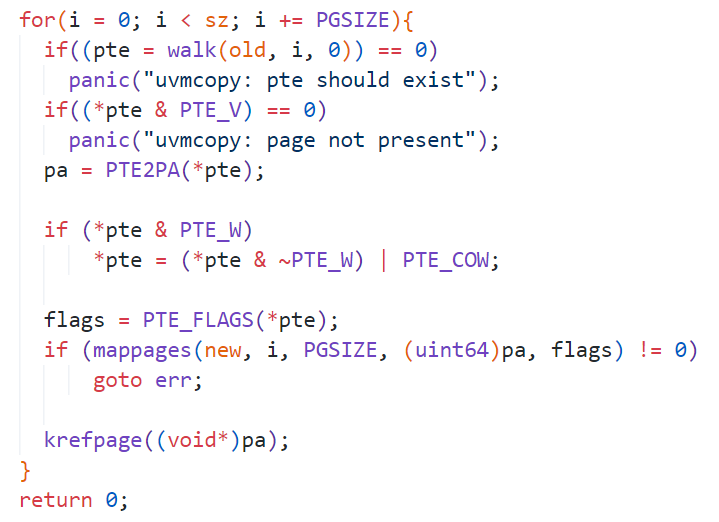 for(i = 0; i < sz; i += PGSIZE){
  if((pte = walk(old, i, 0)) == 0)
    panic("uvmcopy: pte should exist");
  if((*pte & PTE_V) == 0)
    panic("uvmcopy: page not present");
  pa = PTE2PA(*pte);

  if (*pte & PTE_W)
      *pte = (*pte & ~PTE_W) | PTE_COW;

  flags = PTE_FLAGS(*pte);
  if (mappages(new, i, PGSIZE, (uint64)pa, flags) != 0)
      goto err;

  krefpage((void*)pa);
}
return 0;